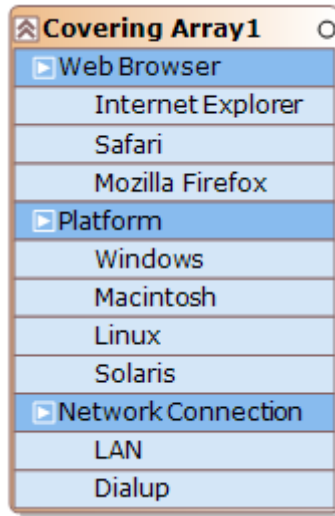 Covering Array1
Web Browser
Internet Explorer
Safari
Mozilla Firefox
Platform
Windows
Macintosh
Linux
Solaris
Network Connection
LAN
Dialup